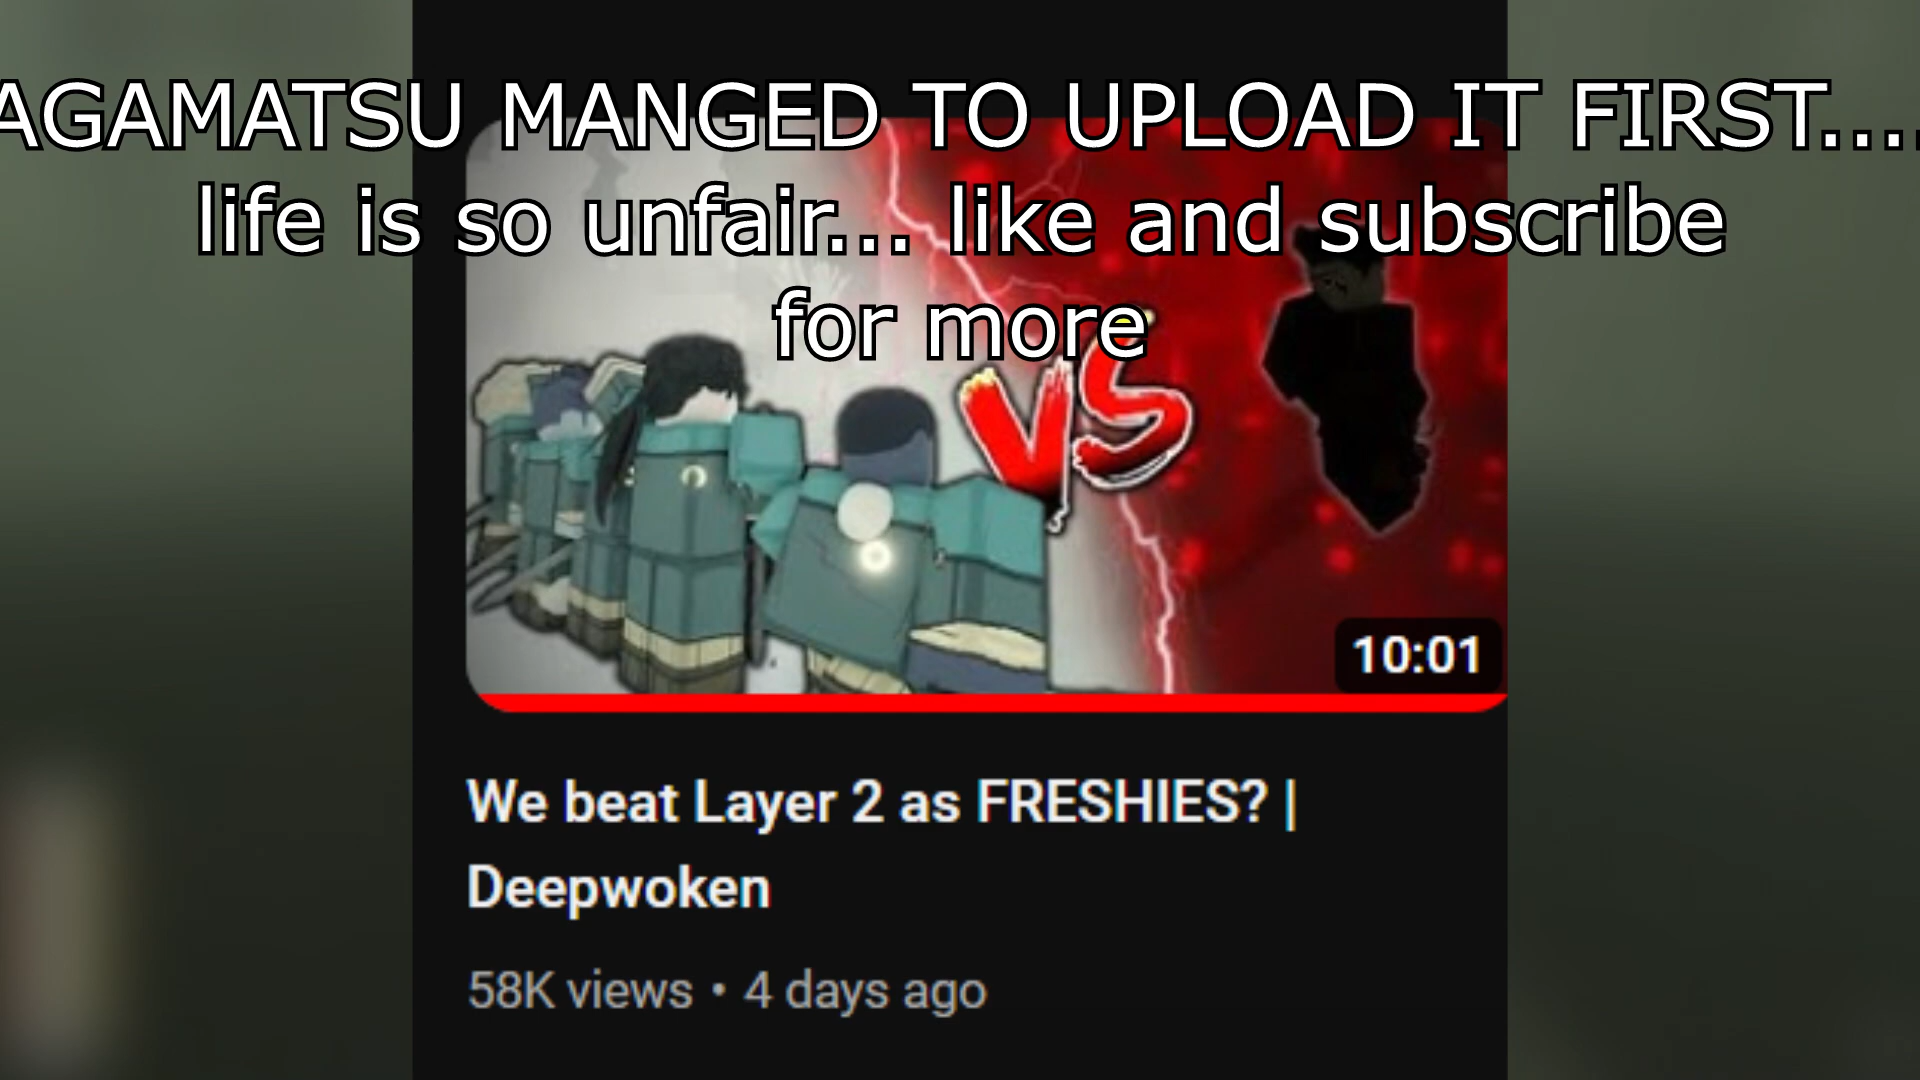 AGAMATSU MANGED TO UPLOAD IT FIRST....
life is so unfair... like and subscribe
for more
VS
10:01
We beat Layer 2 as FRESHIES? |
Deepwoken
58K views • 4 days ago